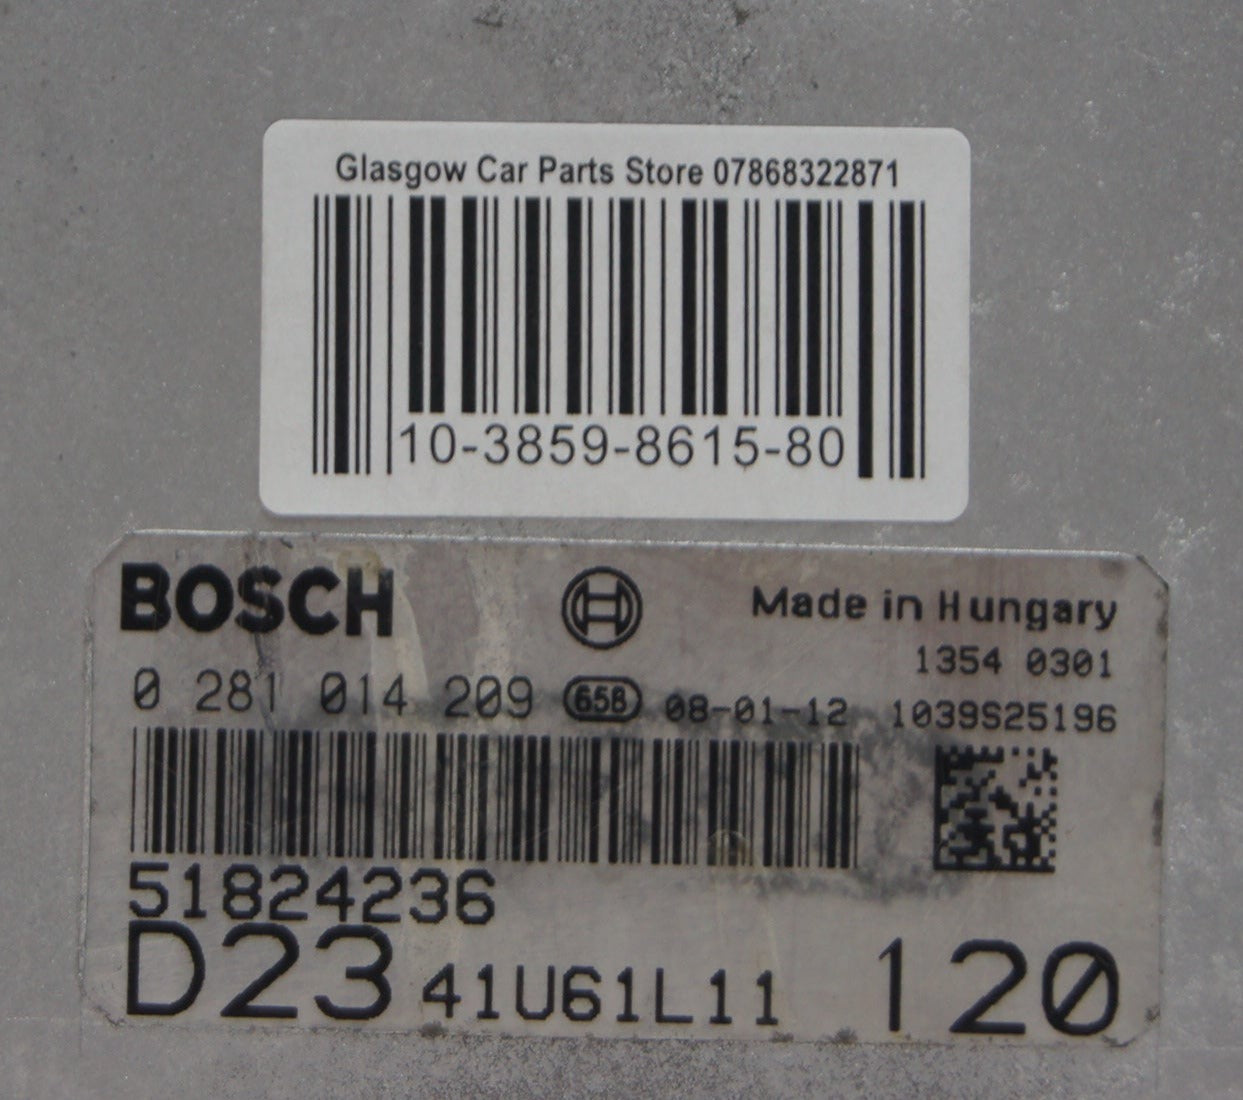 Glasgow Car Parts Store 07868322871
10-3859-8615-80
BOSCH
Made in Hungary
1354 0301
0 281 014 209 658 08-01-12 1039S25196
51824236
D23 41U61L11 120